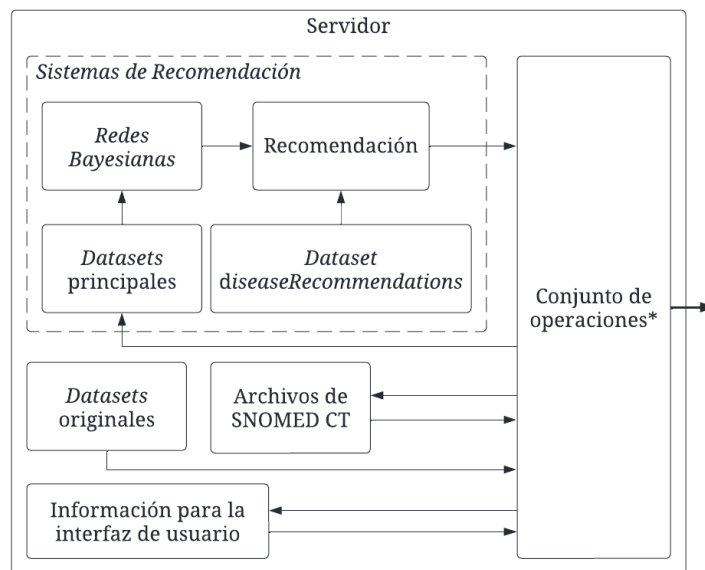 Servidor
Sistemas de Recomendación
Redes
Bayesianas
Recomendación
Datasets
principales
Dataset
diseaseRecommendations
Conjunto de
operaciones*
Datasets
originales
Archivos de
SNOMED CT
Información para la
interfaz de usuario